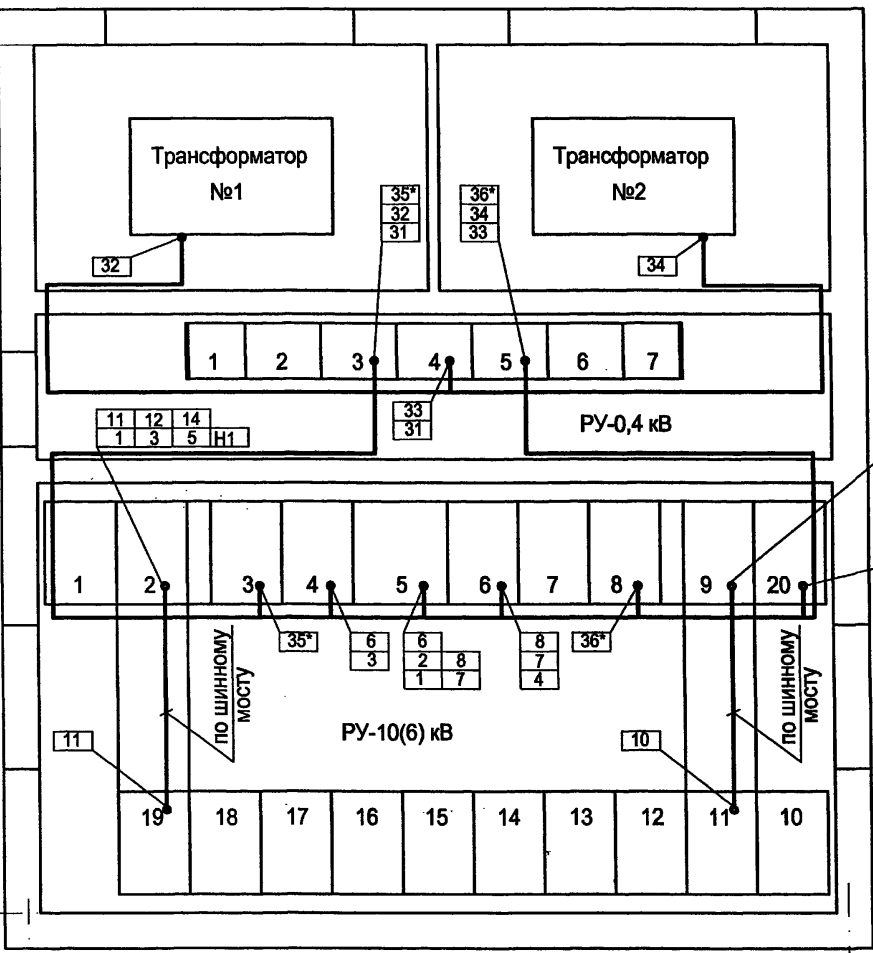 Трансформатор
№1
Трансформатор
№2
35*
32
31
36*
34
33
32
34
1 2 3 4 5 6 7
33
31
РУ-0,4 кВ
11 12 14
1 3 5 Н1
1 2 3 4 5 6 7 8 9 20
35*
6
3
6
2 8
1 7
8
7
4
36*
по шинному
мосту
по шинному
мосту
РУ-10(6) кВ
11
10
19 18 17 16 15 14 13 12 11 10